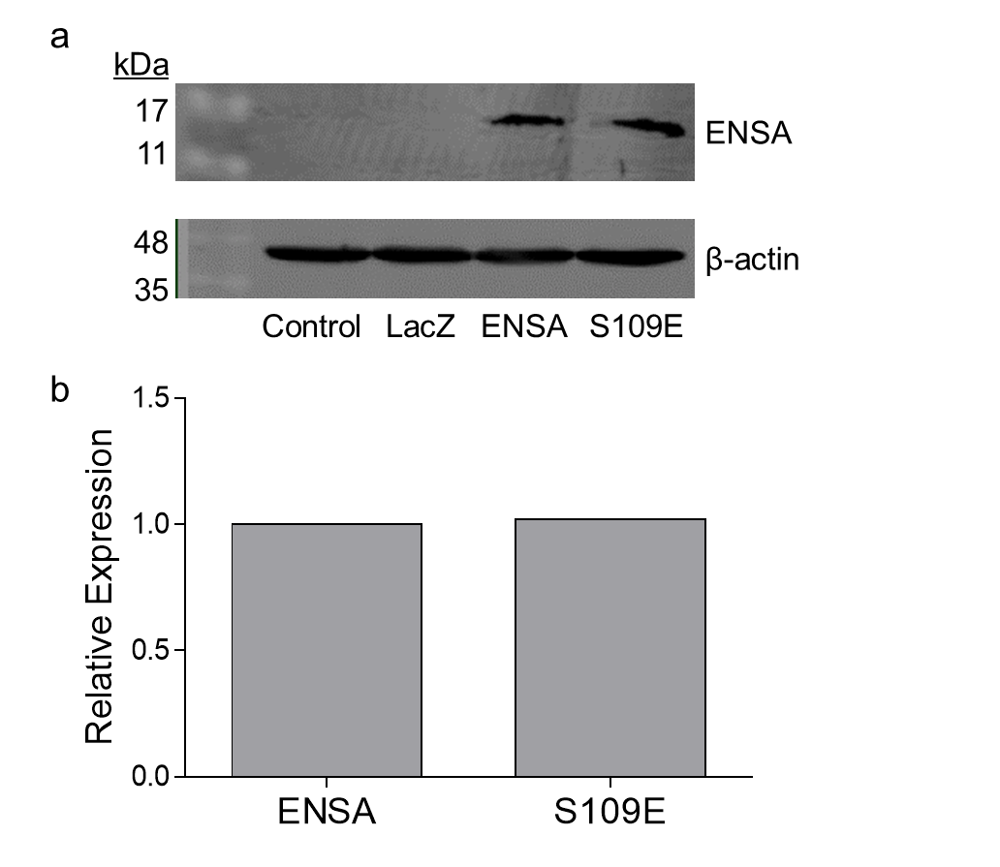 a
kDa
17
11
ENSA
48
35
β-actin
Control LacZ ENSA S109E
b
1.5
1.0
0.5
0.0
Relative Expression
ENSA S109E